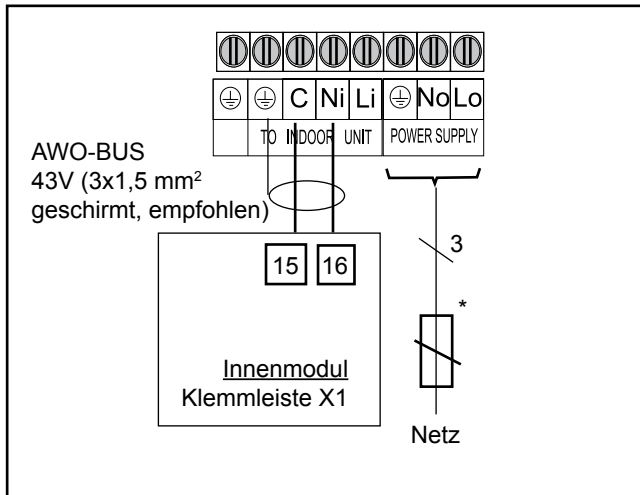 C Ni Li No Lo
TO INDOOR UNIT POWER SUPPLY
AWO-BUS
43V (3x1,5 mm²
geschirmt, empfohlen)
3
15 16
*
Innenmodul
Klemmleiste X1
Netz